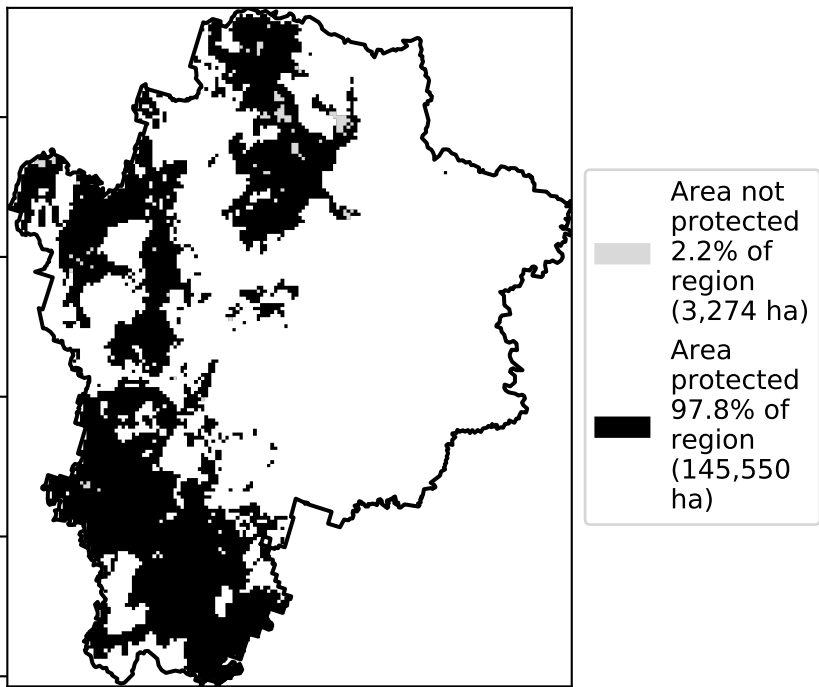 Area not
protected
2.2% of
region
(3,274 ha)
Area
protected
97.8% of
region
(145,550
ha)